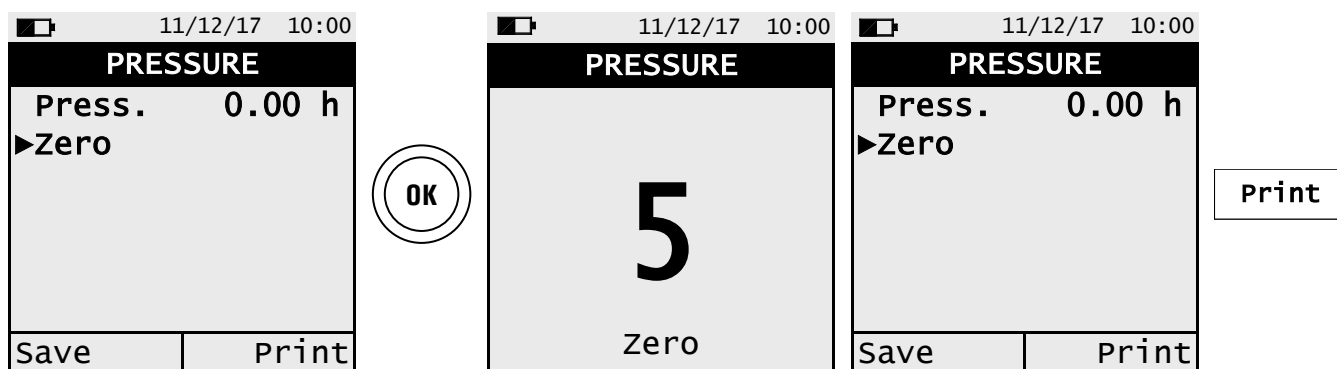 11/12/17 10:00
PRESSURE
Press. 0.00 h
►Zero
Save Print
OK
11/12/17 10:00
PRESSURE
5
Zero
11/12/17 10:00
PRESSURE
Press. 0.00 h
►Zero
Save Print
Print